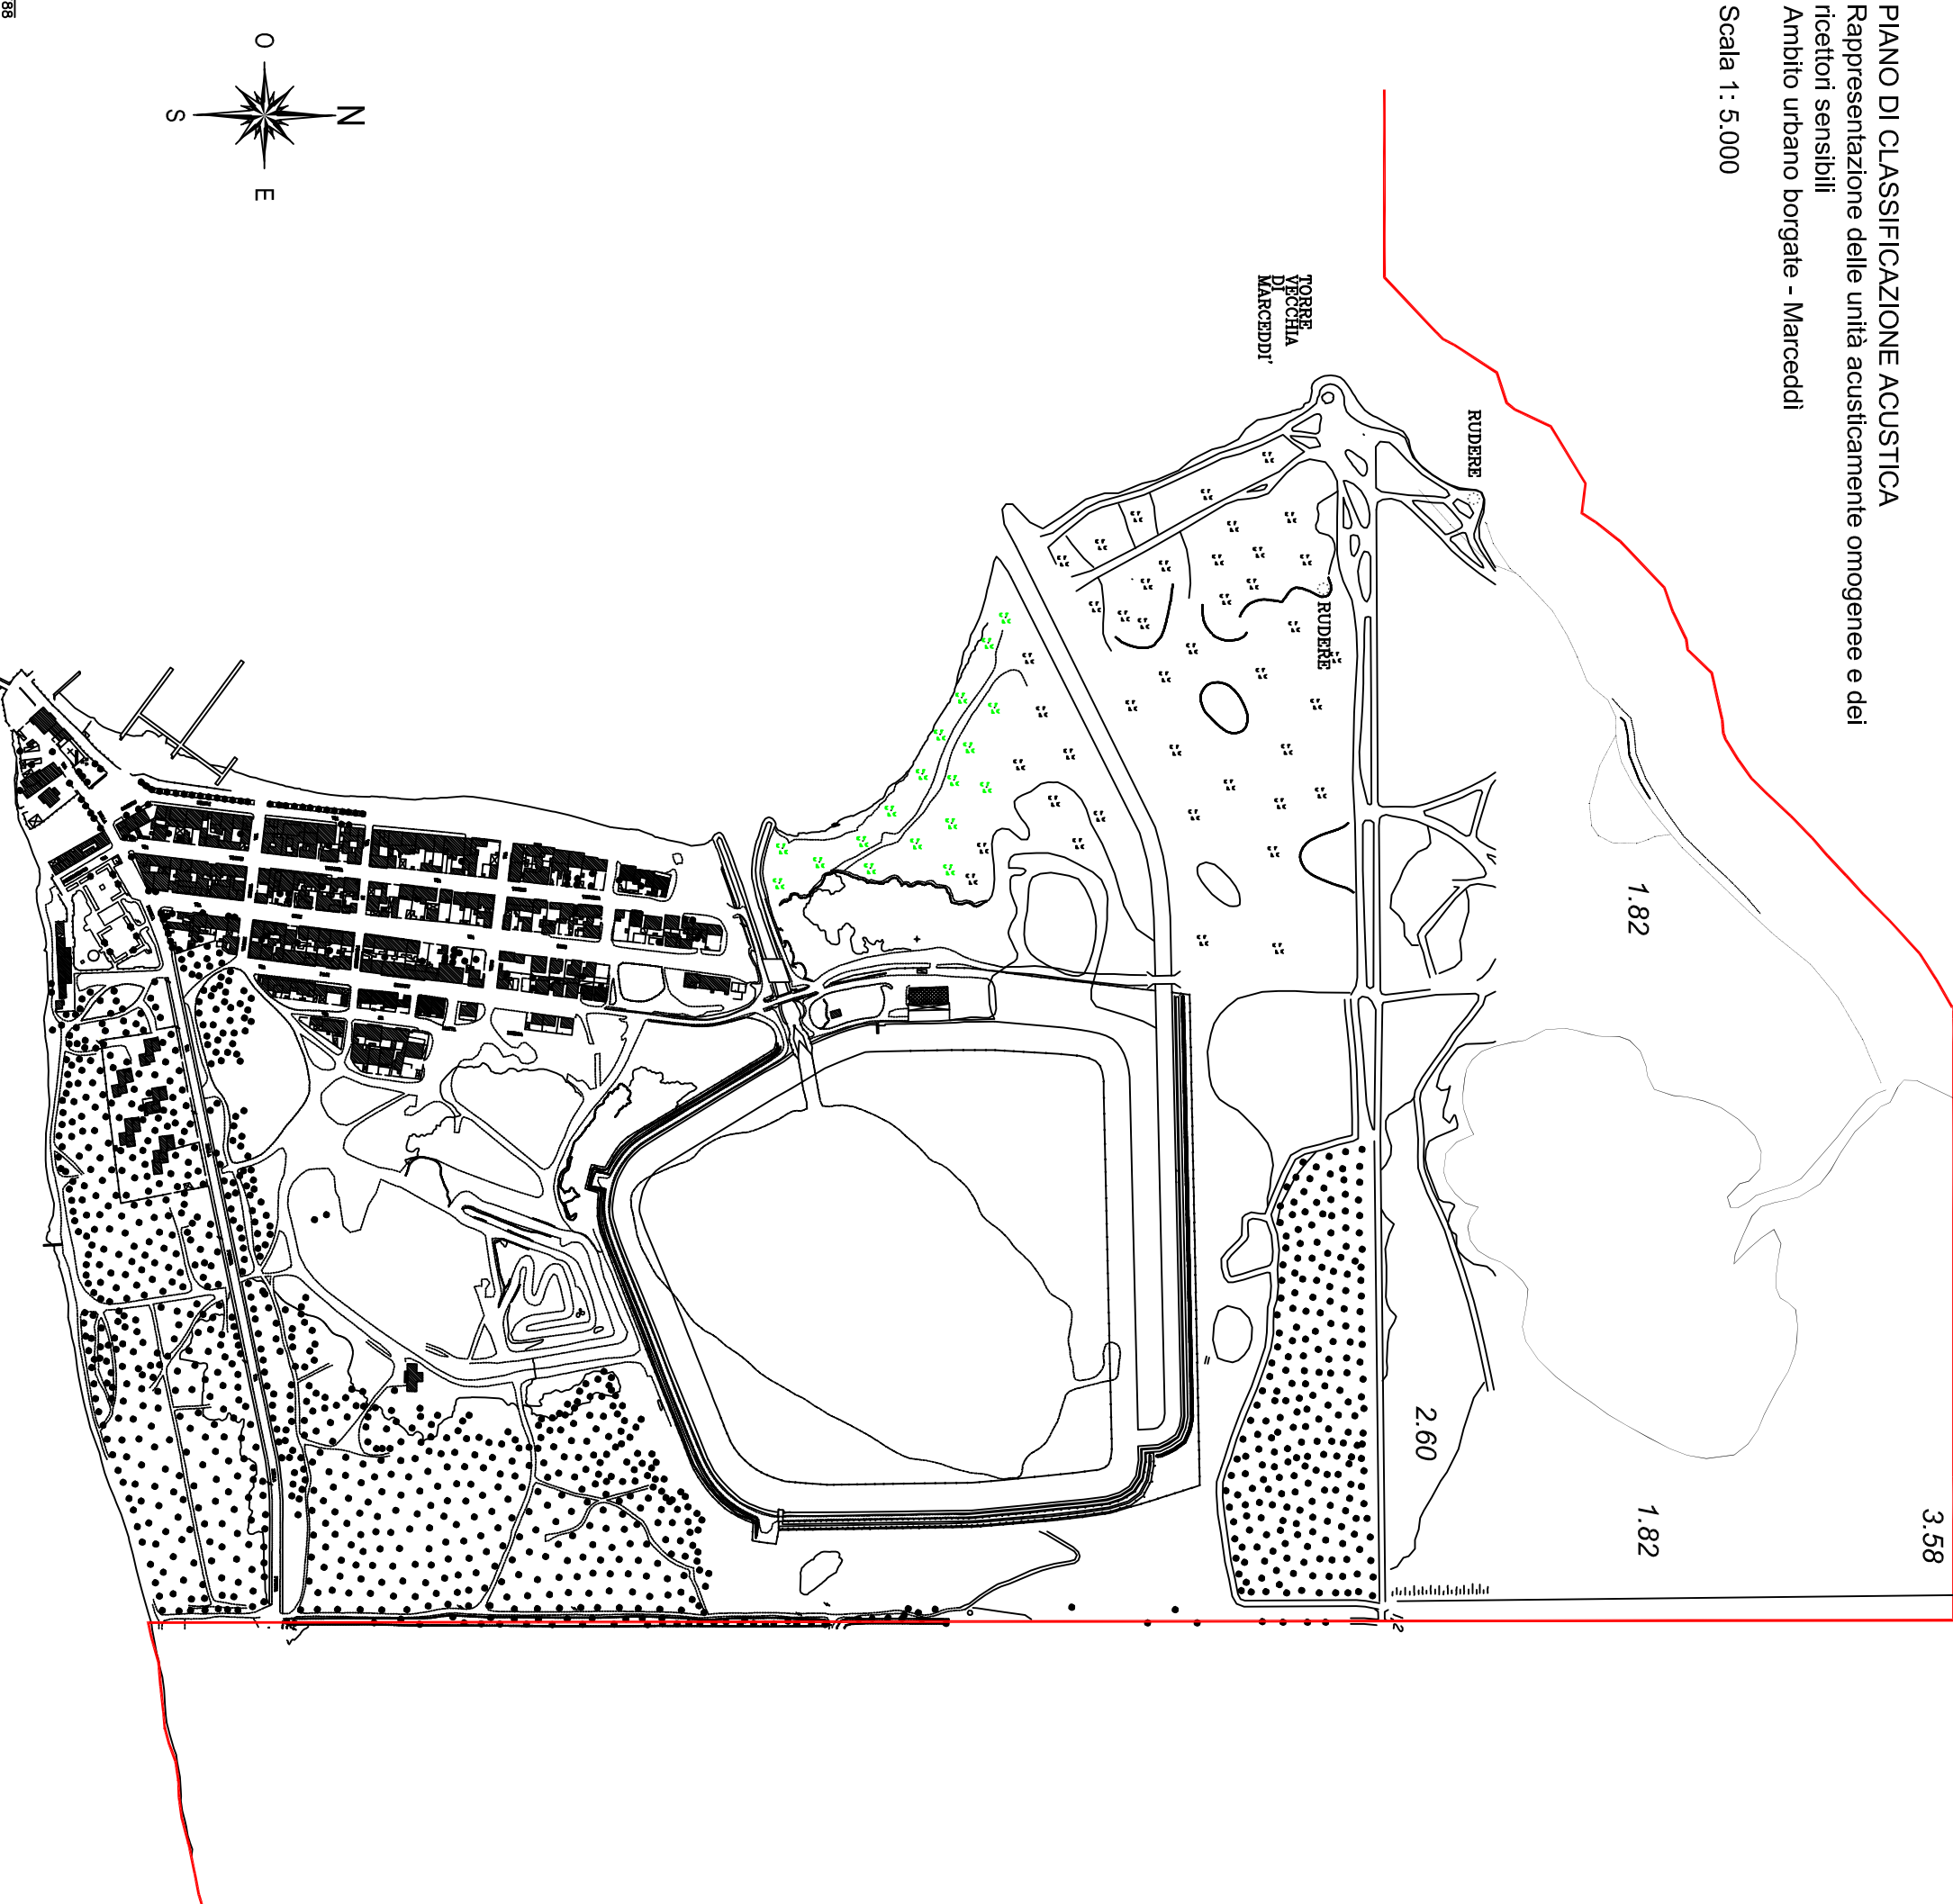 PIANO DI CLASSIFICAZIONE ACUSTICA
Rappresentazione delle unità acusticamente omogenee e dei
ricettori sensibili
Ambito urbano borgate - Marceddì
Scala 1: 5.000
N
O
E
S
TORRE
VECCHIA
DI
MARCEDDI'
RUDERE
RUDERE
1.82
2.60
1.82
3.58
88